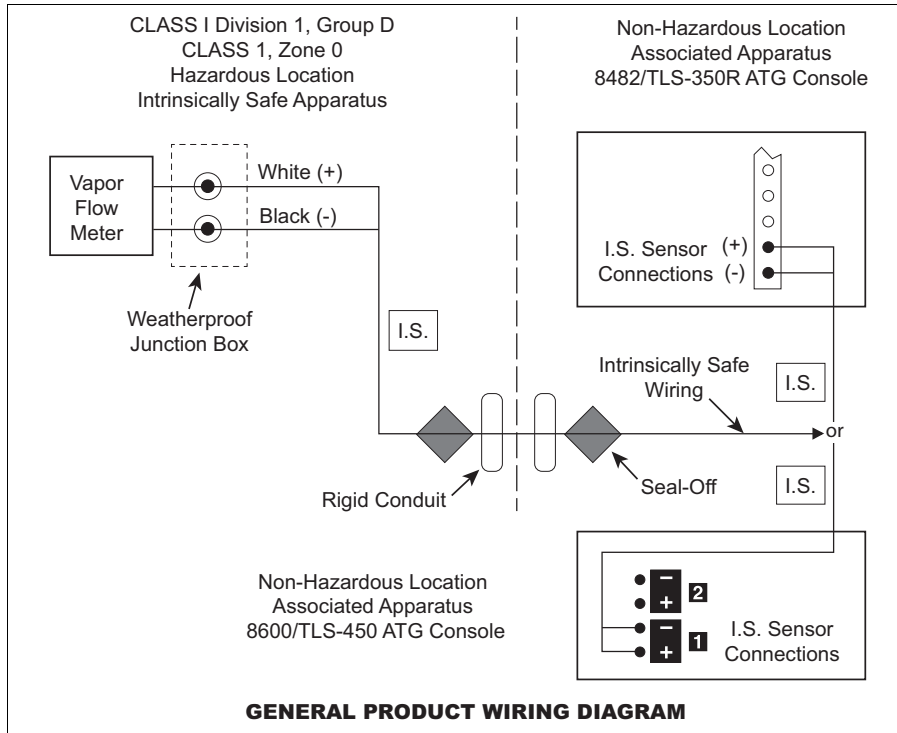 CLASS I Division 1, Group D
CLASS 1, Zone 0
Hazardous Location
Intrinsically Safe Apparatus
Non-Hazardous Location
Associated Apparatus
8482/TLS-350R ATG Console
Vapor
Flow
Meter
White (+)
Black (-)
Weatherproof
Junction Box
I.S.
I.S. Sensor
Connections
(+)
(-)
Intrinsically Safe
Wiring
I.S.
or
I.S.
Rigid Conduit
Seal-Off
Non-Hazardous Location
Associated Apparatus
8600/TLS-450 ATG Console
− 
+ 2
−
+ 1
I.S. Sensor
Connections
GENERAL PRODUCT WIRING DIAGRAM